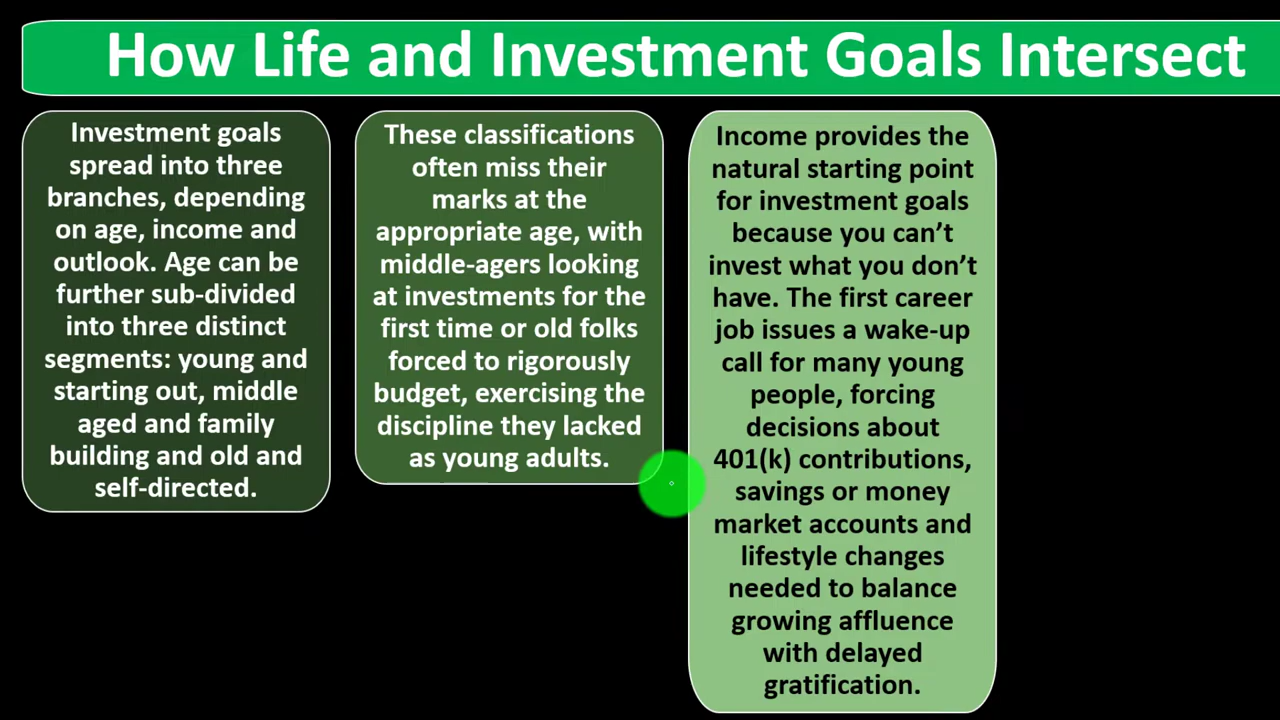 How Life and Investment Goals Intersect
Investment goals
spread into three
branches, depending
on age, income and
outlook. Age can be
further sub-divided
into three distinct
segments: young and
starting out, middle
aged and family
building and old and
self-directed.
These classifications
often miss their
marks at the
appropriate age, with
middle-agers looking
at investments for the
first time or old folks
forced to rigorously
budget, exercising the
discipline they lacked
as young adults.
Income provides the
natural starting point
for investment goals
because you can’t
invest what you don’t
have. The first career
job issues a wake-up
call for many young
people, forcing
decisions about
401(k) contributions,
savings or money
market accounts and
lifestyle changes
needed to balance
growing affluence
with delayed
gratification.